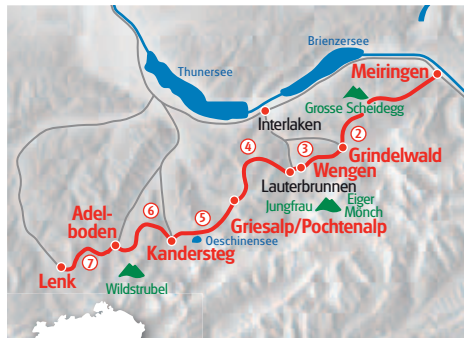 Brienzersee
Thunersee
Meiringen
Grosse Scheidegg
Interlaken
2
3
4
Grindelwald
Wengen
Lauterbrunnen
Jungfrau
Eiger
Mönch
Adel-
boden
6
5
Griesalp/Pochtenalp
Kandersteg
Oeschinensee
7
Lenk
Wildstrubel